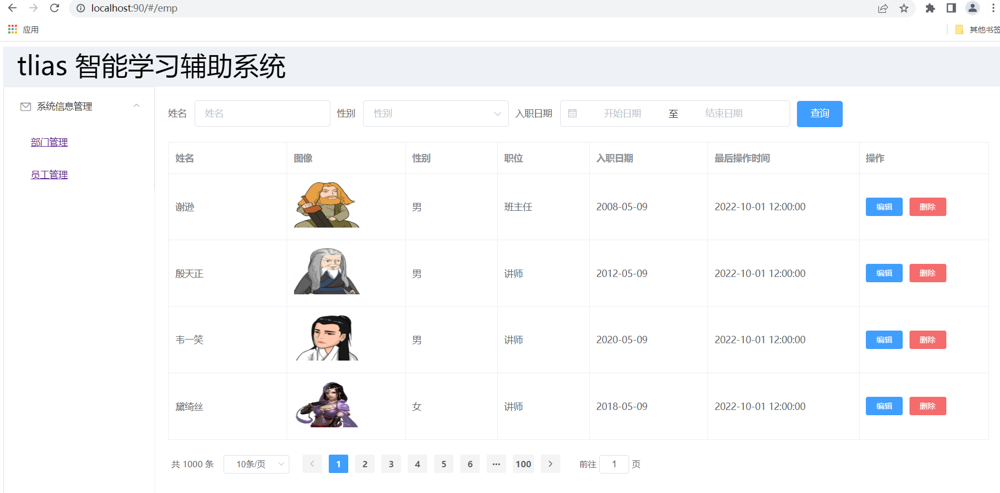 localhost:90/#/emp
应用 其他书签
tlias 智能学习辅助系统
系统信息管理
部门管理
员工管理
姓名 姓名 性别 性别 入职日期 开始日期 至 结束日期 查询
姓名 图像 性别 职位 入职日期 最后操作时间 操作
谢逊 男 班主任 2008-05-09 2022-10-01 12:00:00 编辑 删除
殷天正 男 讲师 2012-05-09 2022-10-01 12:00:00 编辑 删除
韦一笑 男 讲师 2020-05-09 2022-10-01 12:00:00 编辑 删除
黛绮丝 女 讲师 2018-05-09 2022-10-01 12:00:00 编辑 删除
共 1000 条 10条/页 1 2 3 4 5 6 ••• 100 前往 1 页